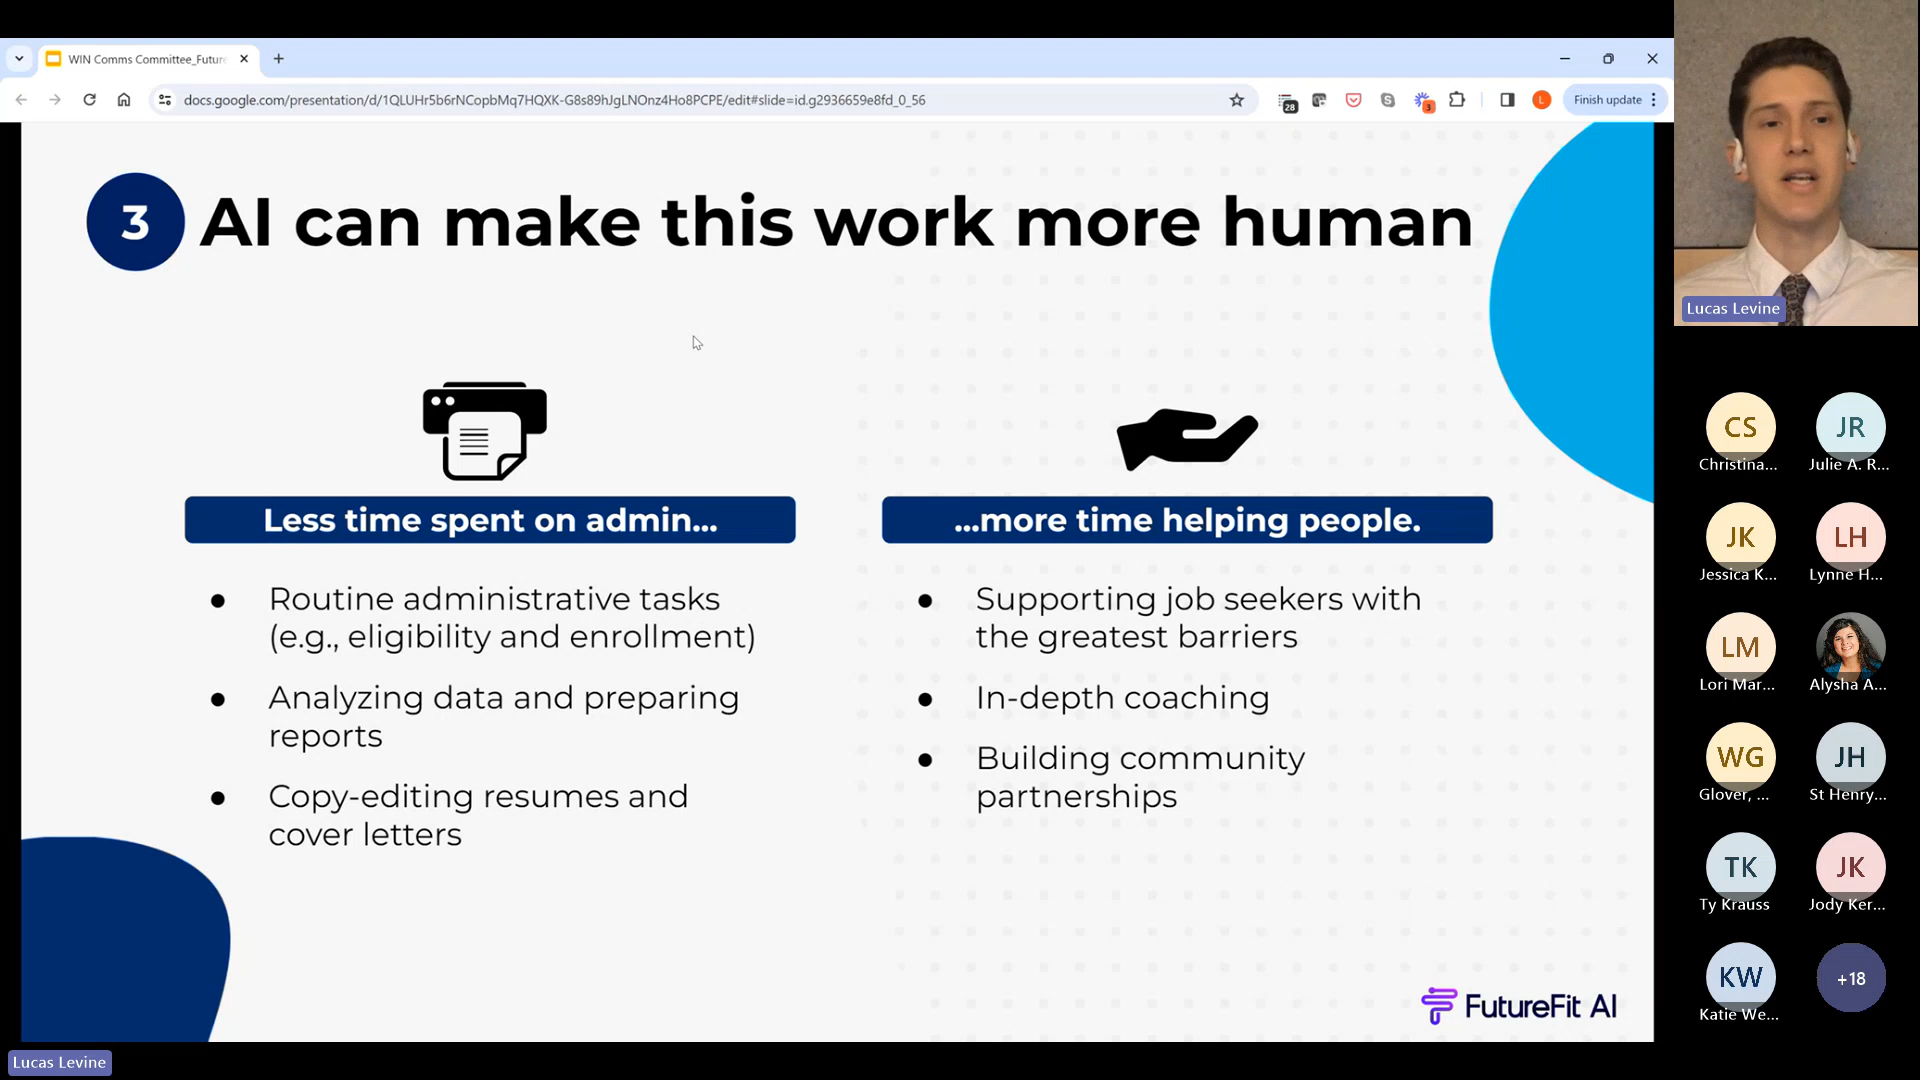 WIN Comms Committee_Future
docs.google.com/presentation/d/1QLUHr5b6rNCopbMq7HQXK-G8s89hJgLNOnz4Ho8PCPE/edit#slide=id.g2936659e8fd_0_56
28
3
L
Finish update
3 AI can make this work more human
Less time spent on admin...
Routine administrative tasks
(e.g., eligibility and enrollment)
Analyzing data and preparing
reports
Copy-editing resumes and
cover letters
...more time helping people.
Supporting job seekers with
the greatest barriers
In-depth coaching
Building community
partnerships
FutureFit AI
Lucas Levine
Lucas Levine
CS
Christina...
JR
Julie A. R...
JK
Jessica K...
LH
Lynne H...
LM
Lori Mar...
Alysha A...
WG
Glover, ...
JH
St Henry...
TK
Ty Krauss
JK
Jody Ker...
KW
Katie We...
+18